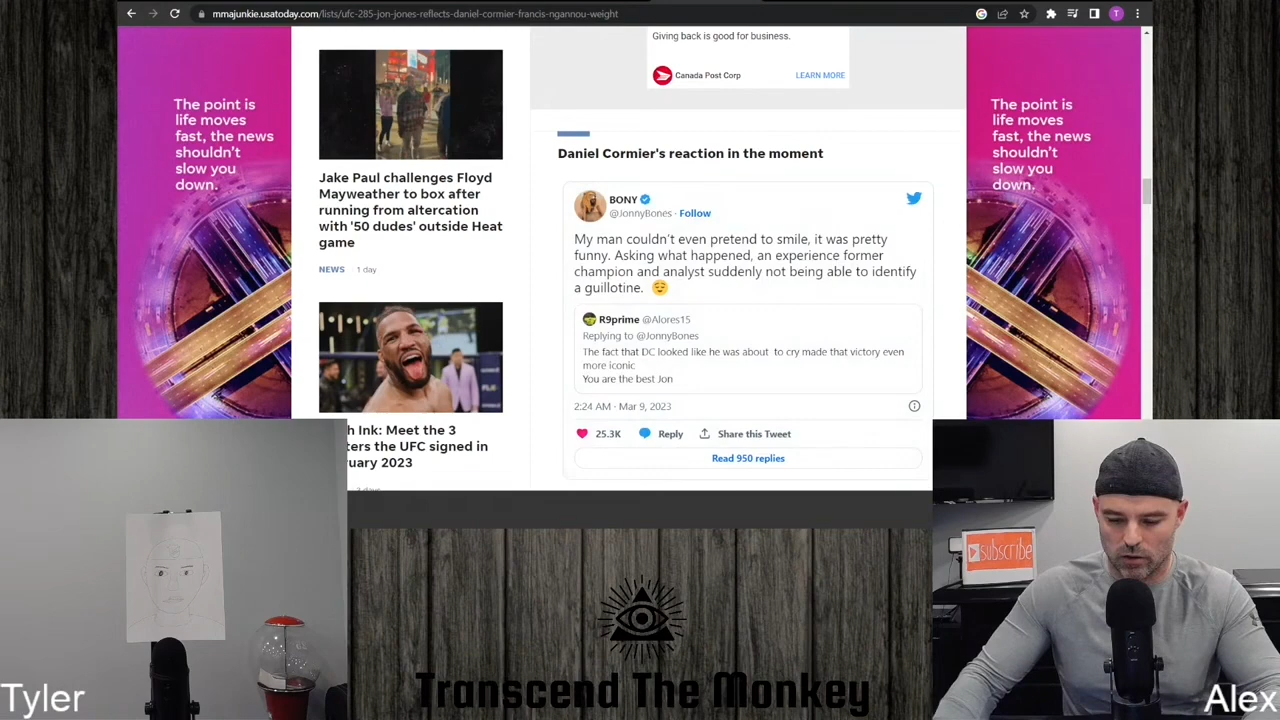 mmajunkie.usatoday.com/lists/ufc-285-jon-jones-reflects-daniel-cormier-francis-ngannou-weight
T
The point is
life moves
fast, the news
shouldn't
slow you
down.
Jake Paul challenges Floyd
Mayweather to box after
running from altercation
with '50 dudes' outside Heat
game
NEWS 1 day
Ink: Meet the 3
the UFC signed in
2023
3 days
Giving back is good for business.
Canada Post Corp LEARN MORE
Daniel Cormier's reaction in the moment
BONY
@JonnyBones · Follow
My man couldn't even pretend to smile, it was pretty
funny. Asking what happened, an experience former
champion and analyst suddenly not being able to identify
a guillotine. 😌
R9prime @Alores15
Replying to @JonnyBones
The fact that DC looked like he was about to cry made that victory even
more iconic
You are the best Jon
2:24 AM · Mar 9, 2023
25.3K Reply Share this Tweet
Read 950 replies
The point is
life moves
fast, the news
shouldn't
slow you
down.
subscribe
Transcend The Monkey
Tyler
Alex